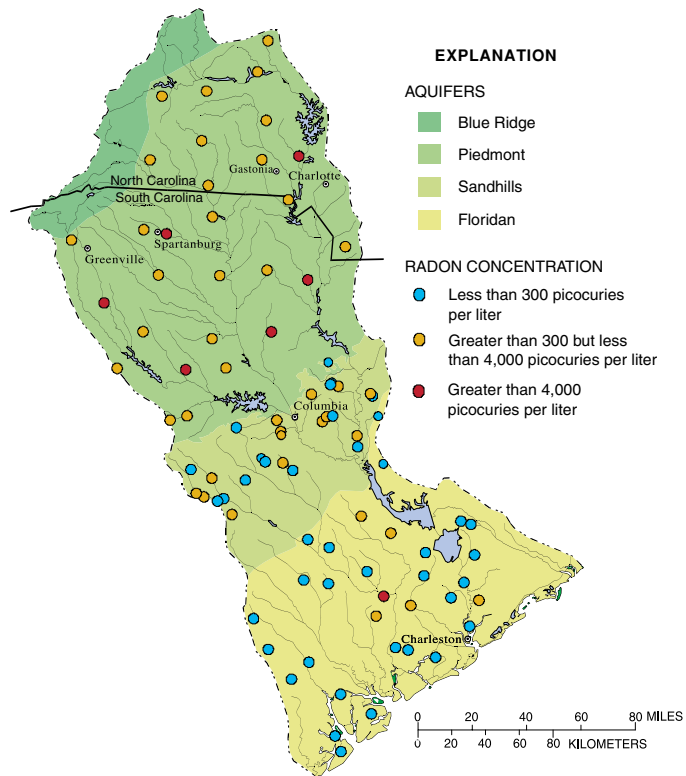 EXPLANATION
AQUIFERS
Blue Ridge
Piedmont
Sandhills
Floridan
RADON CONCENTRATION
Less than 300 picocuries
per liter
Greater than 300 but less
than 4,000 picocuries per liter
Greater than 4,000
picocuries per liter
Gastonia
Charlotte
North Carolina
South Carolina
Spartanburg
Greenville
Columbia
Charleston
0 20 40 60 80 MILES
0 20 40 60 80 KILOMETERS